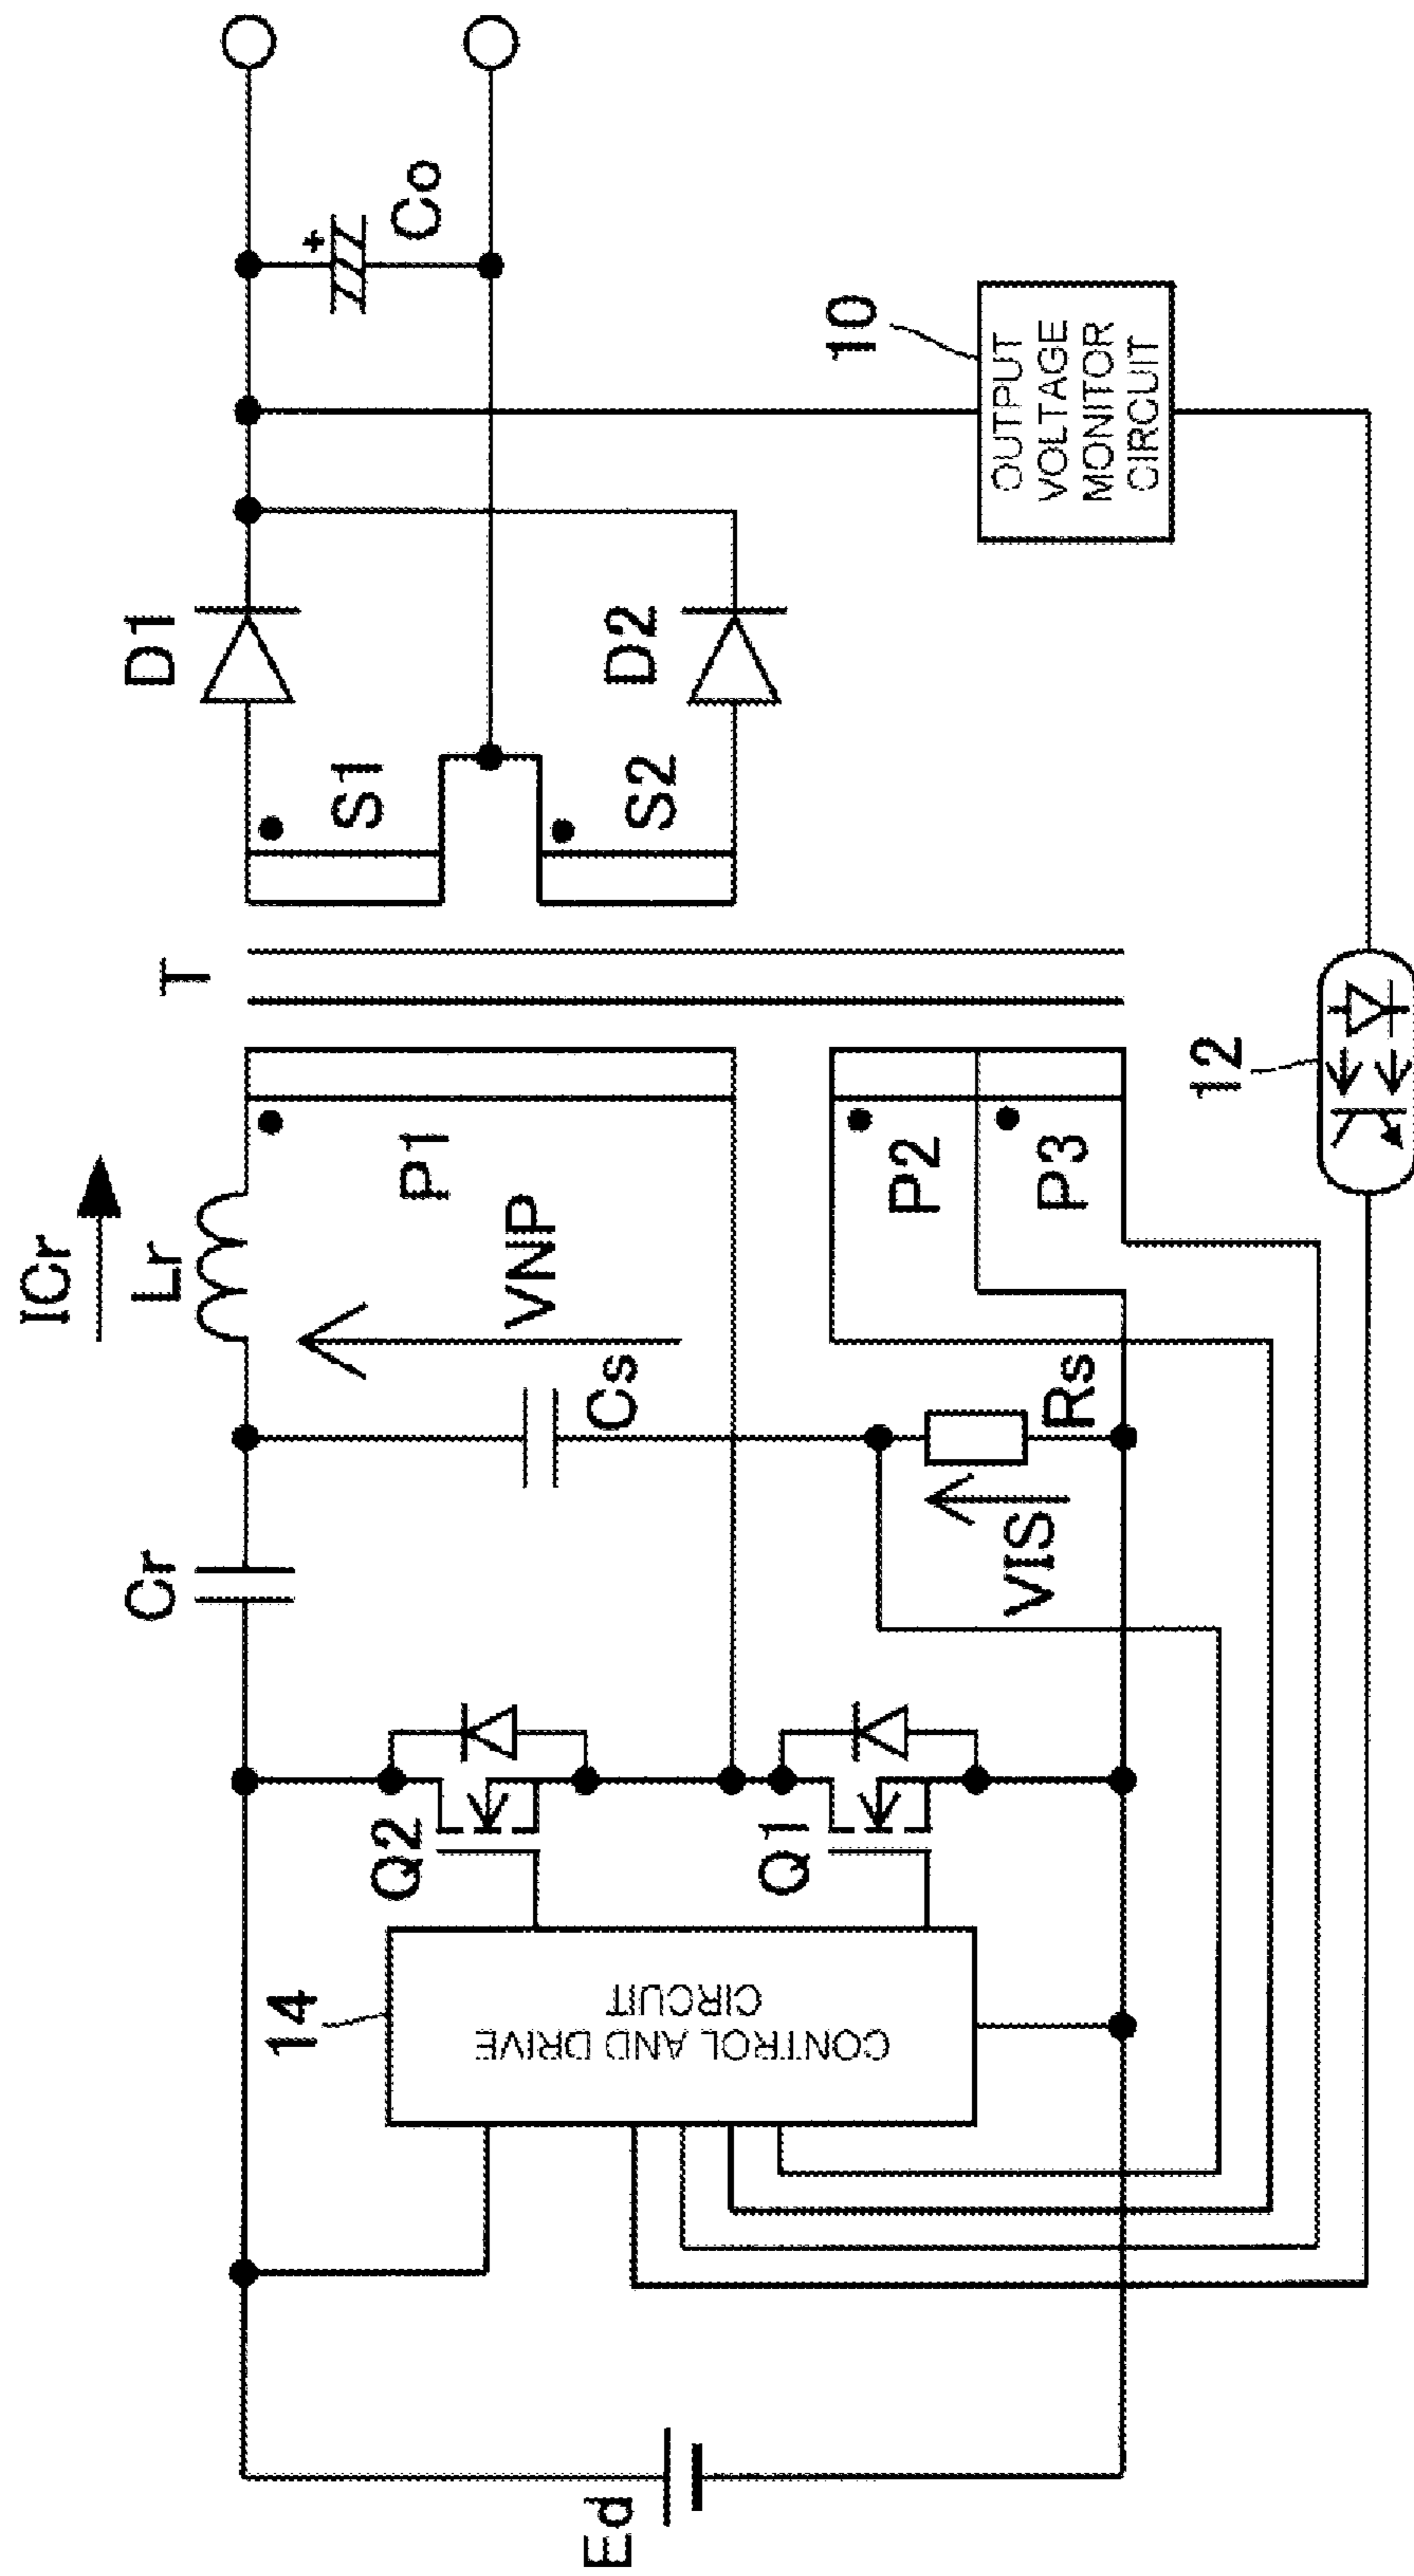 ICr
Lr
Cr
T
D1
S1
P1
VNP
Cs
Co
D2
S2
Q2
Q1
14
CONTROL AND DRIVE
CIRCUIT
Ed
VIS
Rs
P2
P3
10
OUTPUT
VOLTAGE
MONITOR
CIRCUIT
12
+